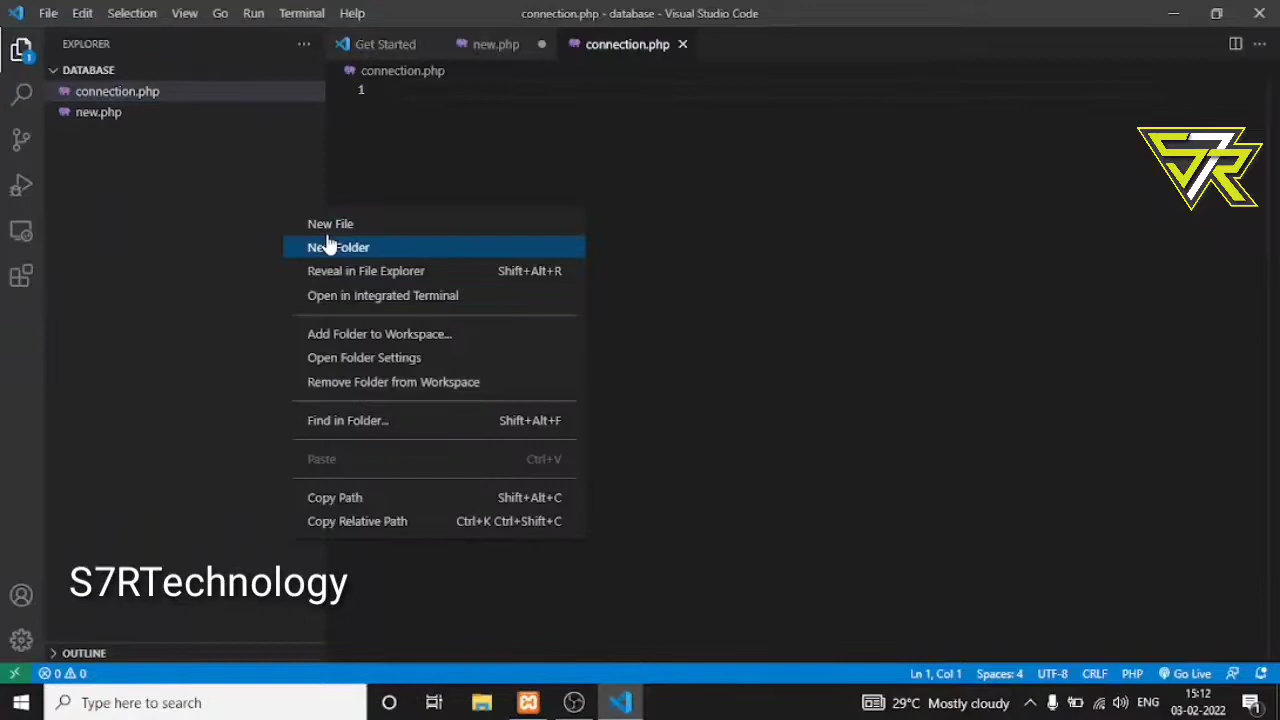 File Edit Selection View Go Run Terminal Help
connection.php - database - Visual Studio Code
EXPLORER
Get Started
new.php
connection.php
DATABASE
connection.php
new.php
connection.php
1
S7R
New File
New Folder
Reveal in File Explorer Shift+Alt+R
Open in Integrated Terminal
Add Folder to Workspace...
Open Folder Settings
Remove Folder from Workspace
Find in Folder... Shift+Alt+F
Paste Ctrl+V
Copy Path Shift+Alt+C
Copy Relative Path Ctrl+K Ctrl+Shift+C
S7RTechnology
OUTLINE
0 0 Ln 1, Col 1 Spaces: 4 UTF-8 CRLF PHP Go Live
Type here to search
29°C Mostly cloudy
ENG
15:12
03-02-2022
1